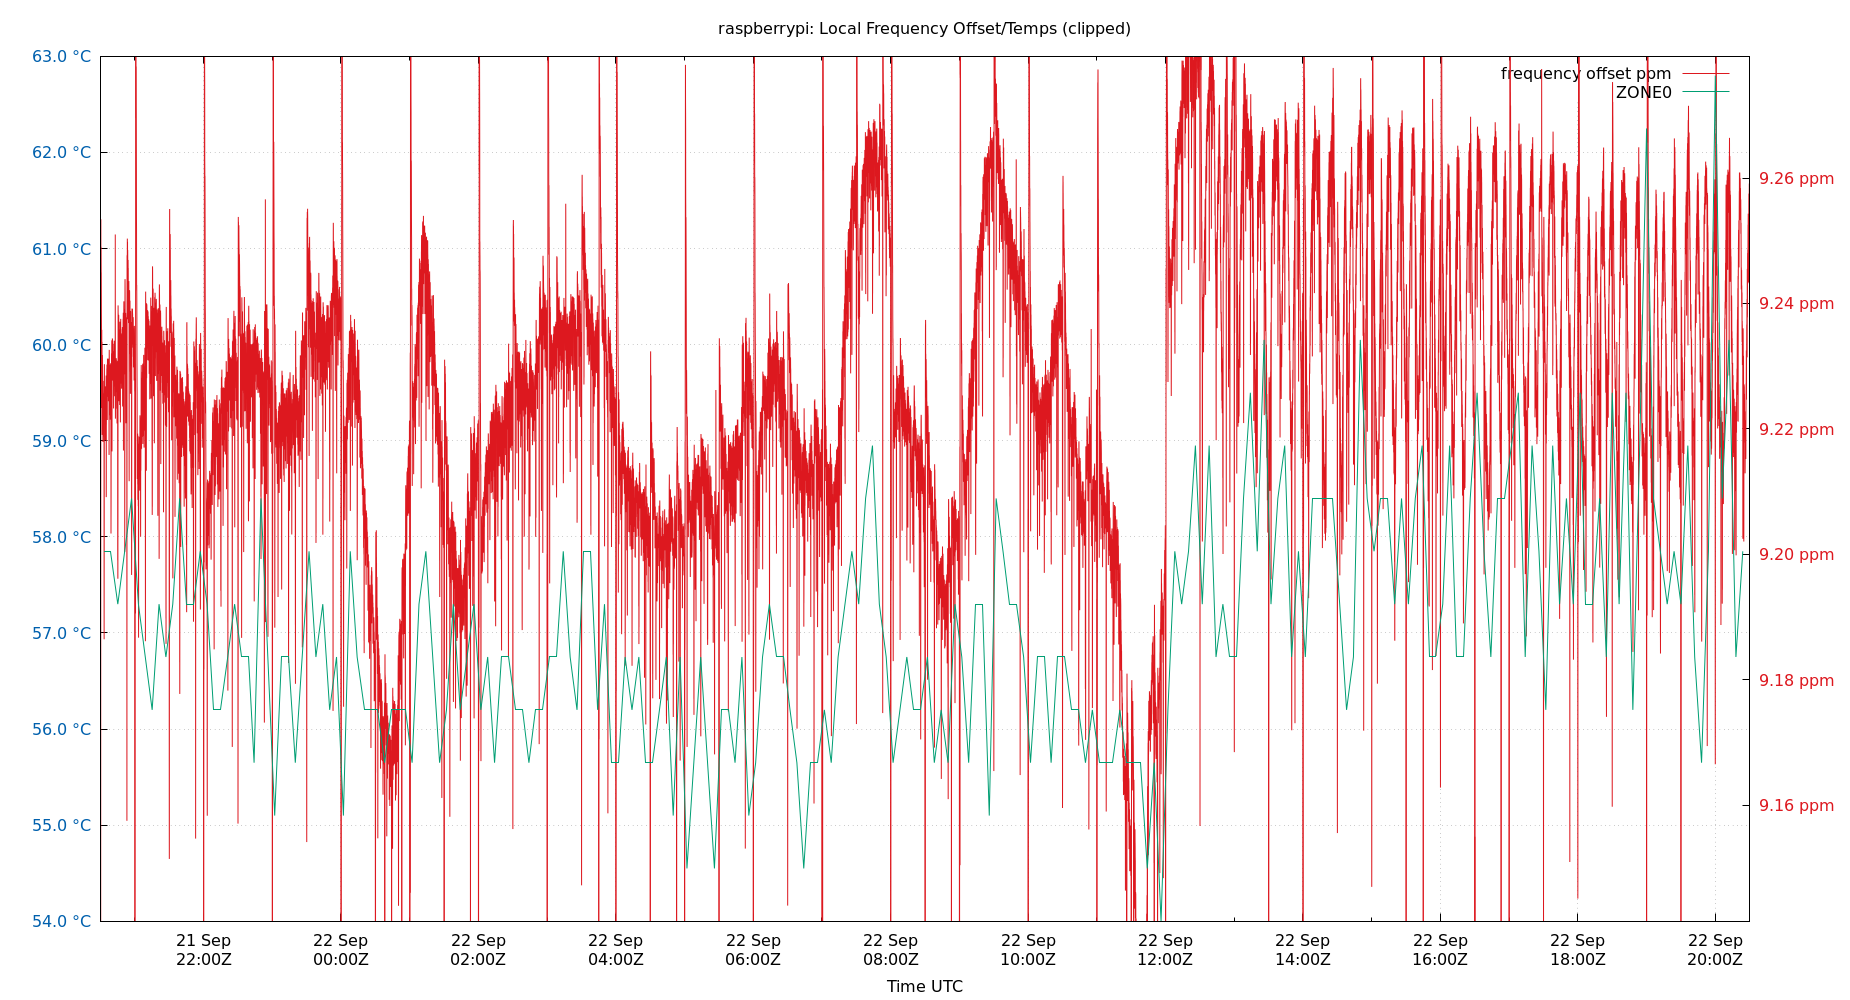 raspberrypi: Local Frequency Offset/Temps (clipped)
63.0 °C
62.0 °C
61.0 °C
60.0 °C
59.0 °C
58.0 °C
57.0 °C
56.0 °C
55.0 °C
54.0 °C
frequency offset ppm
ZONE0
9.26 ppm
9.24 ppm
9.22 ppm
9.20 ppm
9.18 ppm
9.16 ppm
21 Sep
22:00Z
22 Sep
00:00Z
22 Sep
02:00Z
22 Sep
04:00Z
22 Sep
06:00Z
22 Sep
08:00Z
22 Sep
10:00Z
22 Sep
12:00Z
22 Sep
14:00Z
22 Sep
16:00Z
22 Sep
18:00Z
22 Sep
20:00Z
Time UTC